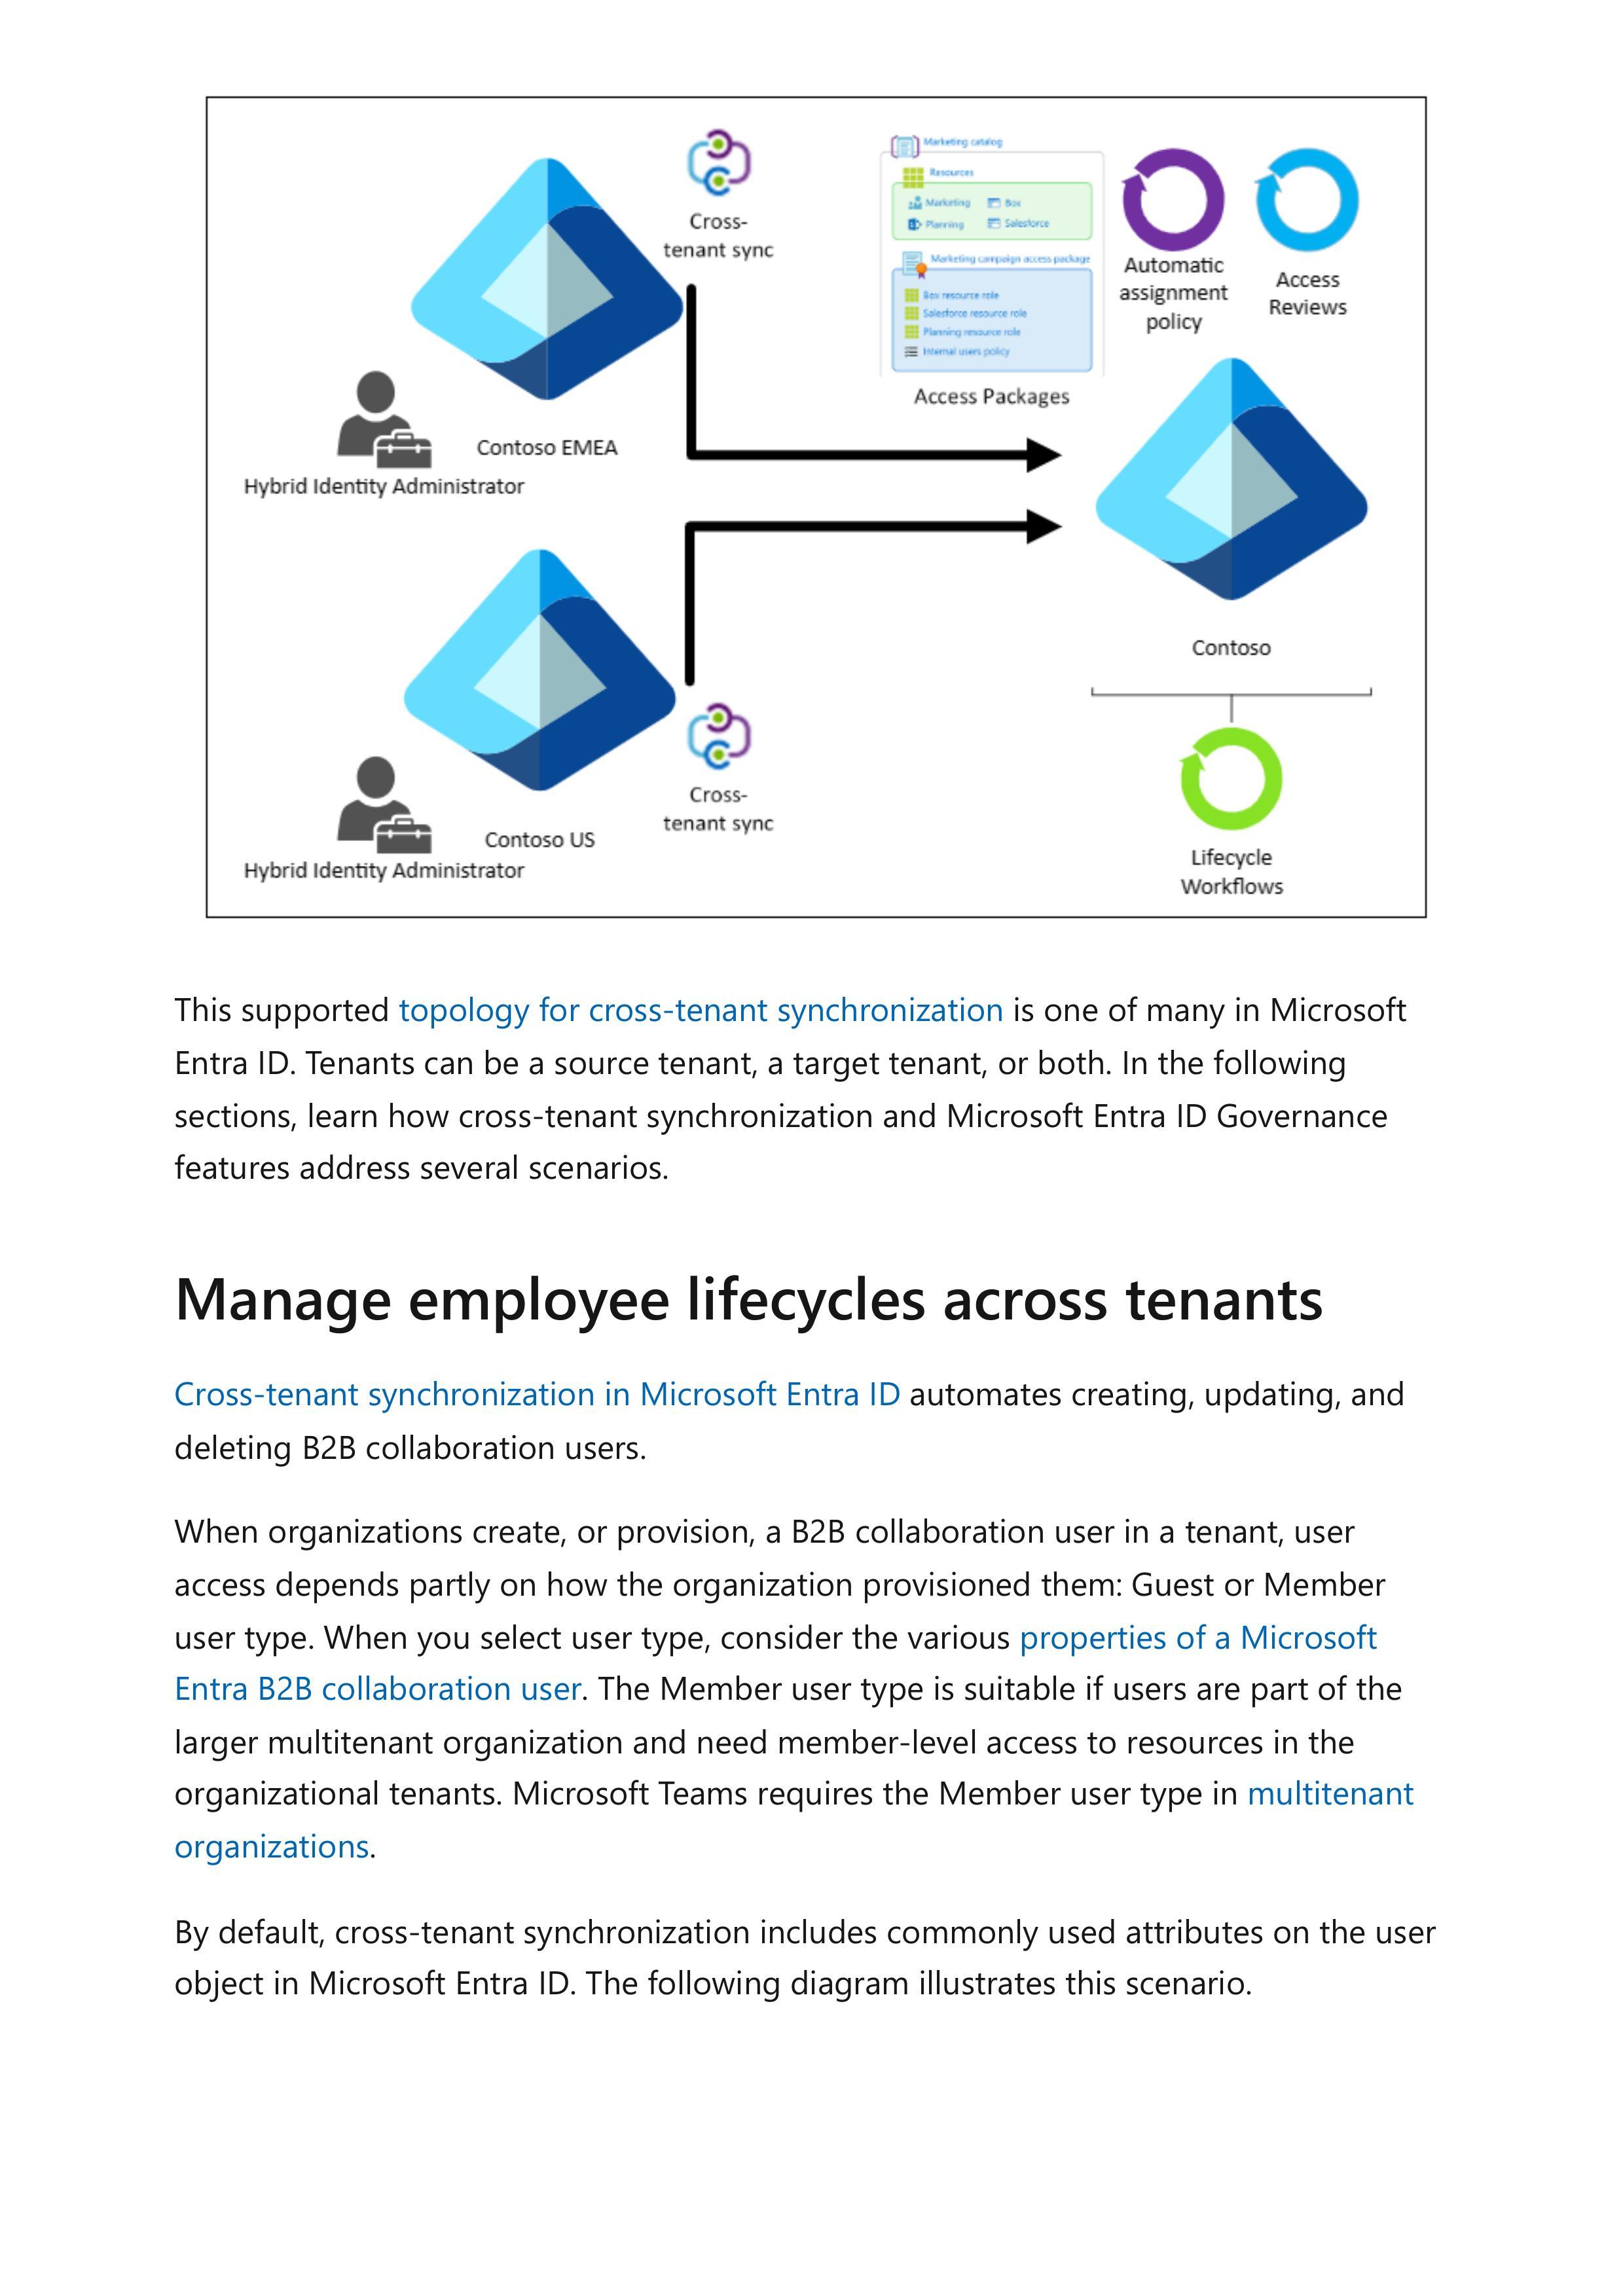 Cross-
tenant sync
Contoso EMEA
Hybrid Identity Administrator
Marketing catalog
Resources
Marketing Box
Planning Salesforce
Marketing campaign access package
Box resource role
Salesforce resource role
Planning resource role
Internal users policy
Access Packages
Automatic
assignment
policy
Access
Reviews
Contoso
Cross-
tenant sync
Contoso US
Hybrid Identity Administrator
Lifecycle
Workflows
This supported topology for cross-tenant synchronization is one of many in Microsoft
Entra ID. Tenants can be a source tenant, a target tenant, or both. In the following
sections, learn how cross-tenant synchronization and Microsoft Entra ID Governance
features address several scenarios.
Manage employee lifecycles across tenants
Cross-tenant synchronization in Microsoft Entra ID automates creating, updating, and
deleting B2B collaboration users.
When organizations create, or provision, a B2B collaboration user in a tenant, user
access depends partly on how the organization provisioned them: Guest or Member
user type. When you select user type, consider the various properties of a Microsoft
Entra B2B collaboration user. The Member user type is suitable if users are part of the
larger multitenant organization and need member-level access to resources in the
organizational tenants. Microsoft Teams requires the Member user type in multitenant
organizations.
By default, cross-tenant synchronization includes commonly used attributes on the user
object in Microsoft Entra ID. The following diagram illustrates this scenario.